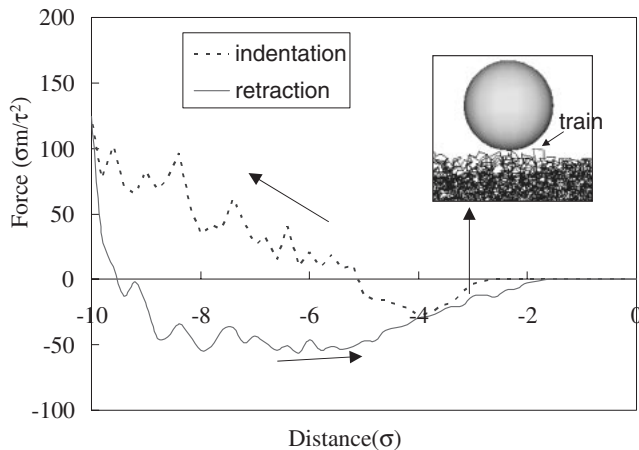 200
150
100
50
0
-50
-100
Force (σm/τ²)
indentation
retraction
train
-10
-8
-6
-4
-2
0
Distance(σ)